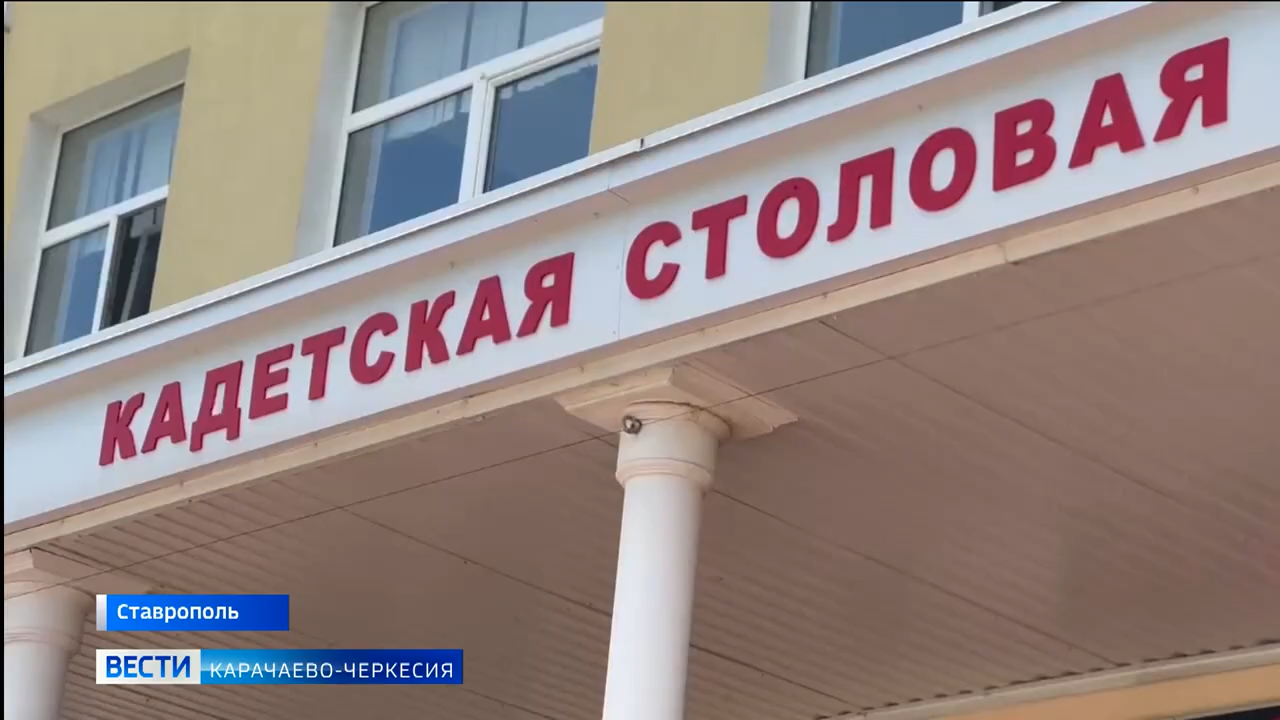 КАДЕТСКАЯ СТОЛОВАЯ
Ставрополь
ВЕСТИ КАРАЧАЕВО-ЧЕРКЕСИЯ